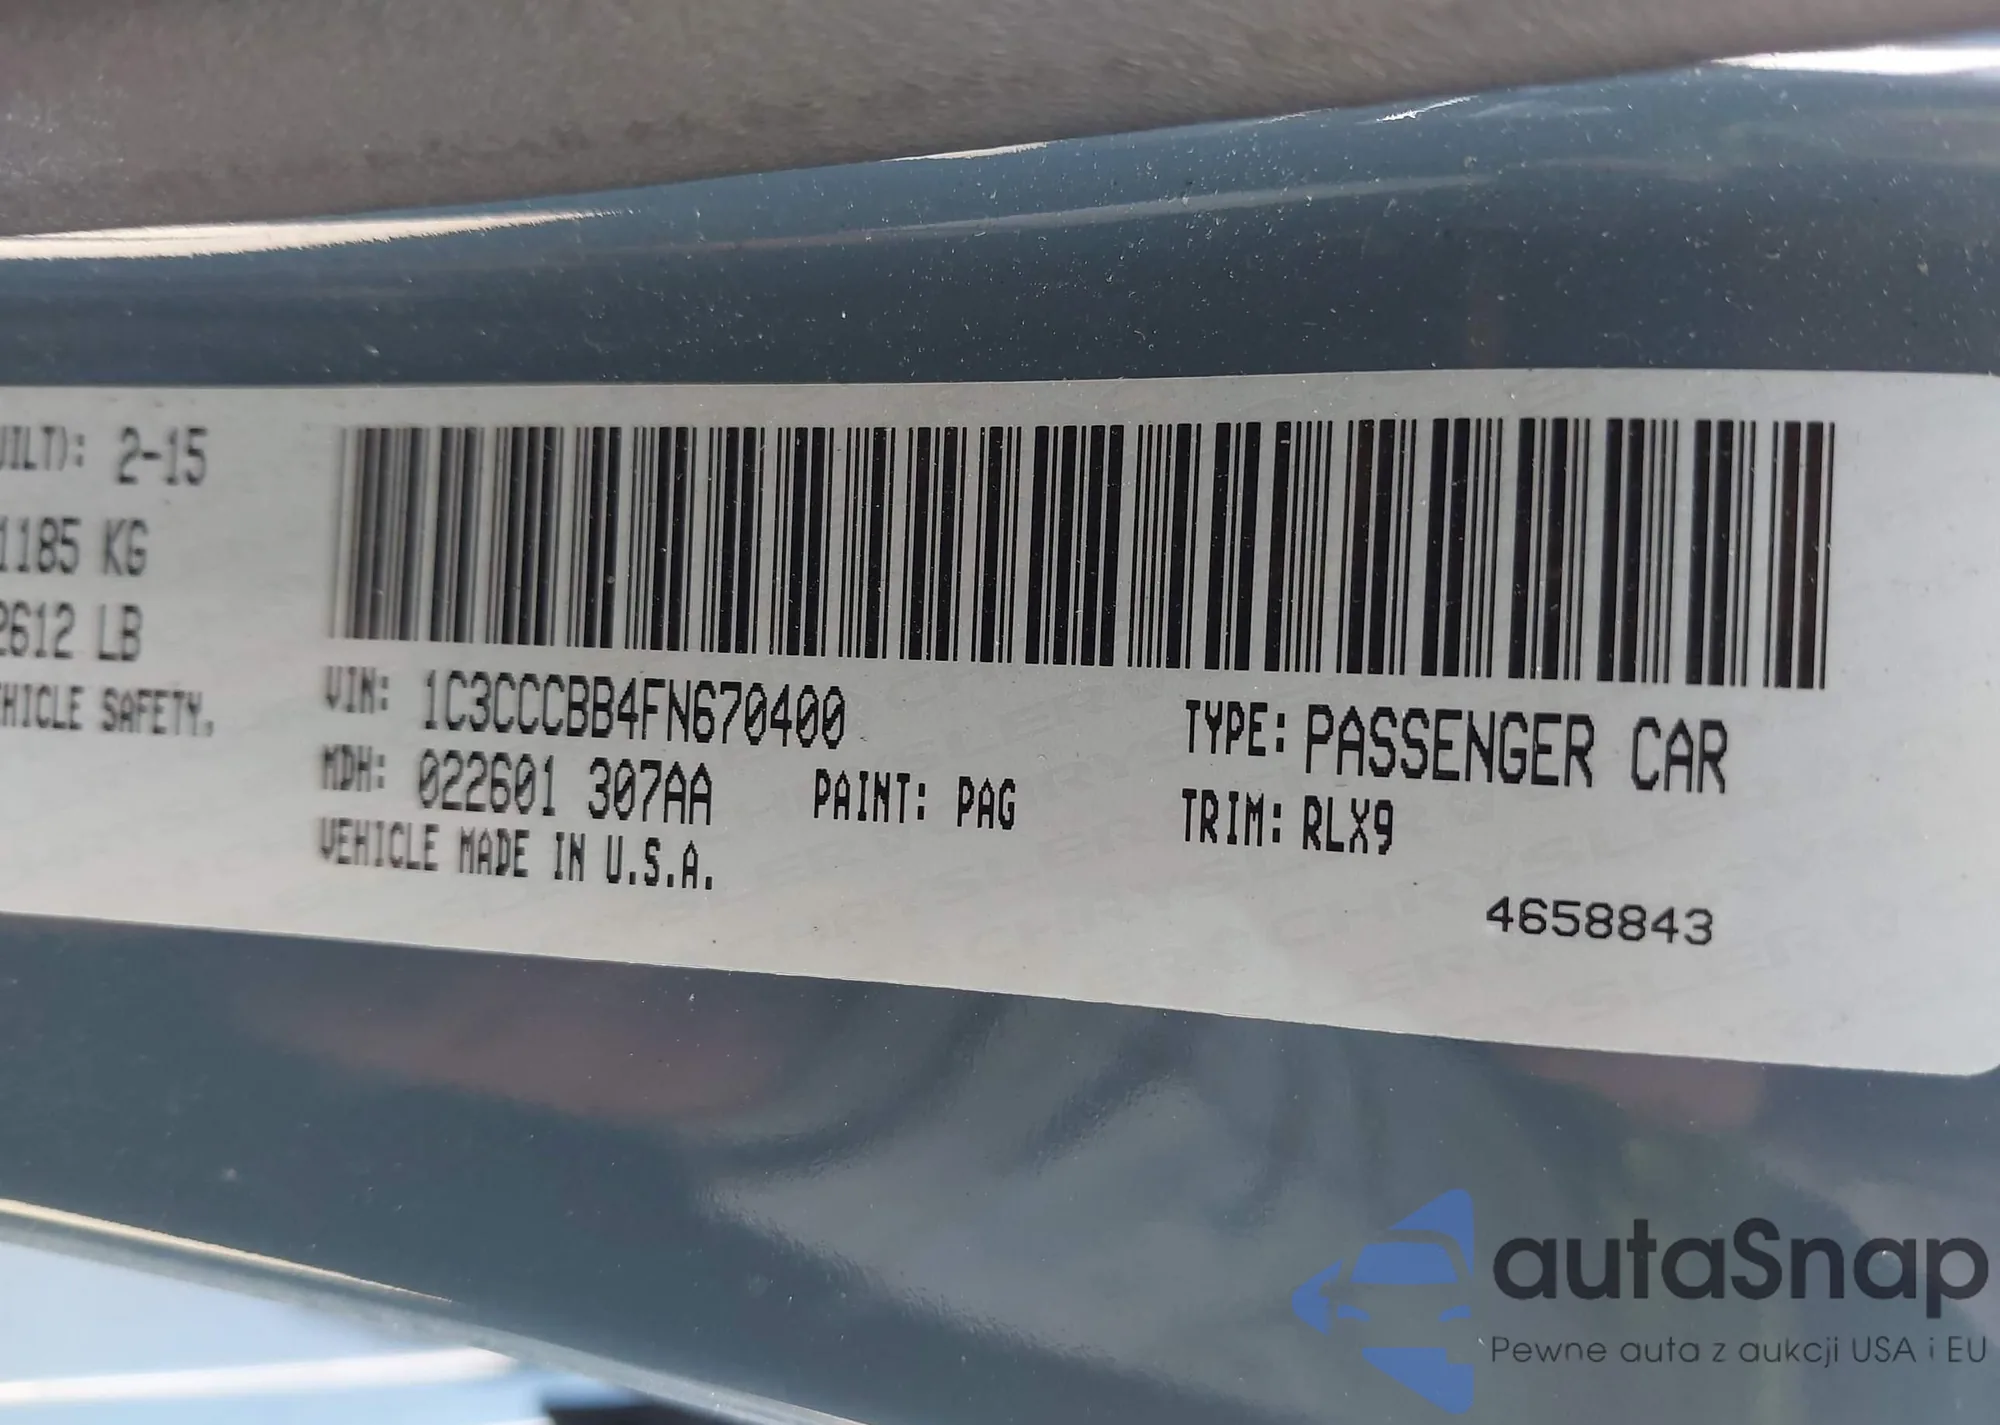 UILT): 2-15
1185 KG
2612 LB
EHICLE SAFETY,
VIN: 1C3CCCBB4FN670400
MDH: 022601 307AA
PAINT: PAG
VEHICLE MADE IN U.S.A.
TYPE: PASSENGER CAR
TRIM: RLX9
4658843
autaSnap
Pewne auta z aukcji USA i EU